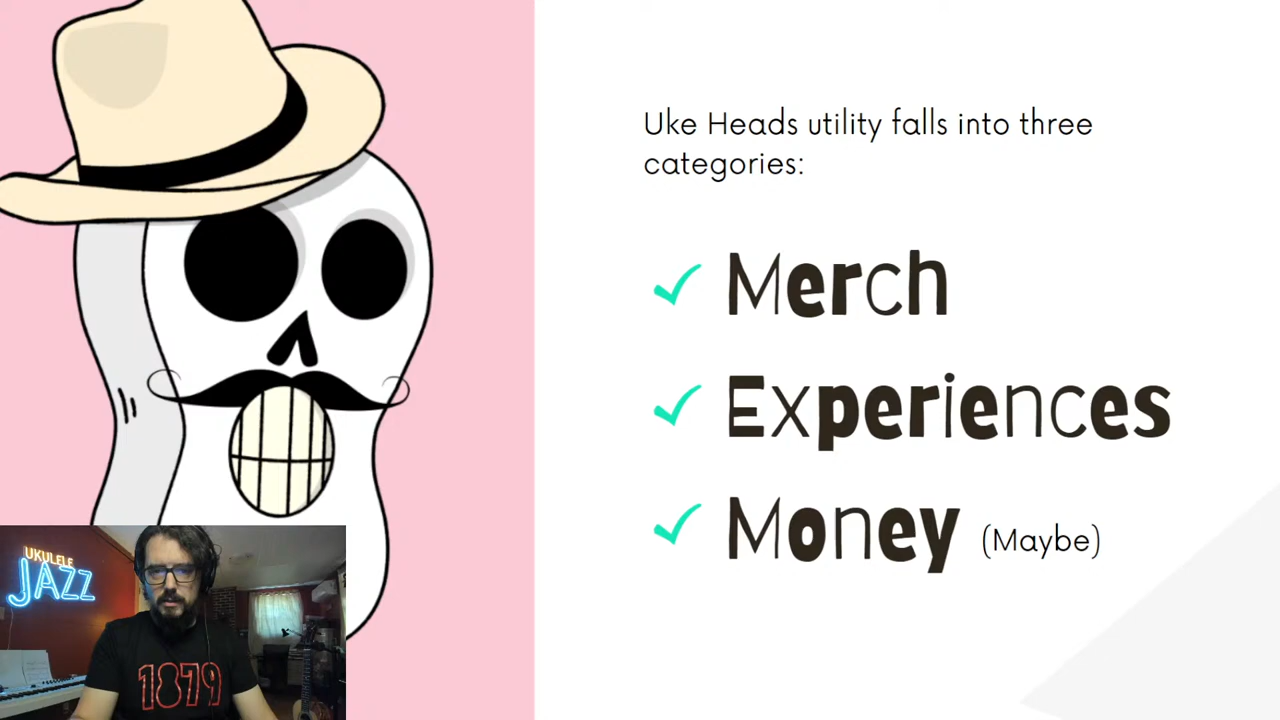 Uke Heads utility falls into three
categories:
Merch
Experiences
Money (Maybe)
UKULELE
JAZZ
1879